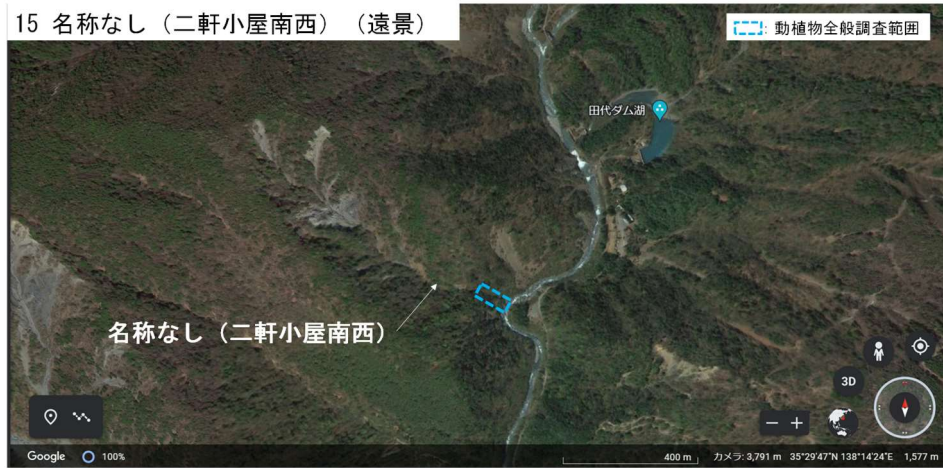 15 名称なし（二軒小屋南西）（遠景）
：動植物全般調査範囲
田代ダム湖
名称なし（二軒小屋南西）
3D
Google 100% 400 m カメラ: 3,791 m 35°29'47"N 138°14'24"E 1,577 m